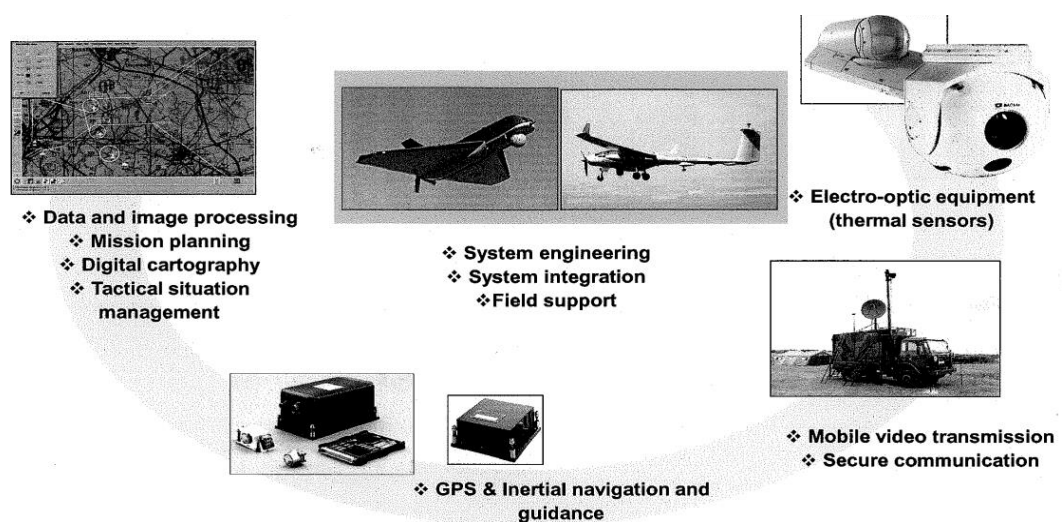 ❖ Data and image processing
❖ Mission planning
❖ Digital cartography
❖ Tactical situation
management
❖ System engineering
❖ System integration
❖Field support
❖ Electro-optic equipment
(thermal sensors)
❖ Mobile video transmission
❖ Secure communication
❖ GPS & Inertial navigation and
guidance